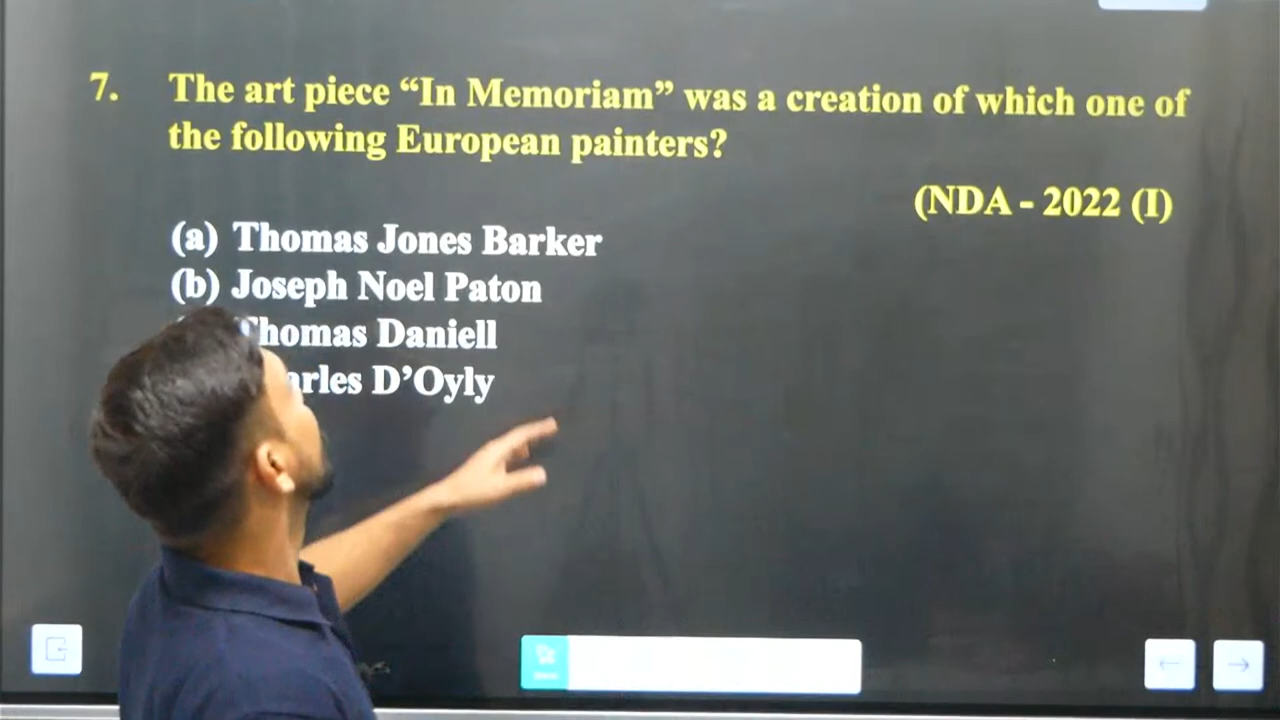 7. The art piece “In Memoriam” was a creation of which one of
the following European painters?
(NDA - 2022 (I)
(a) Thomas Jones Barker
(b) Joseph Noel Paton
Thomas Daniell
D’Oyly